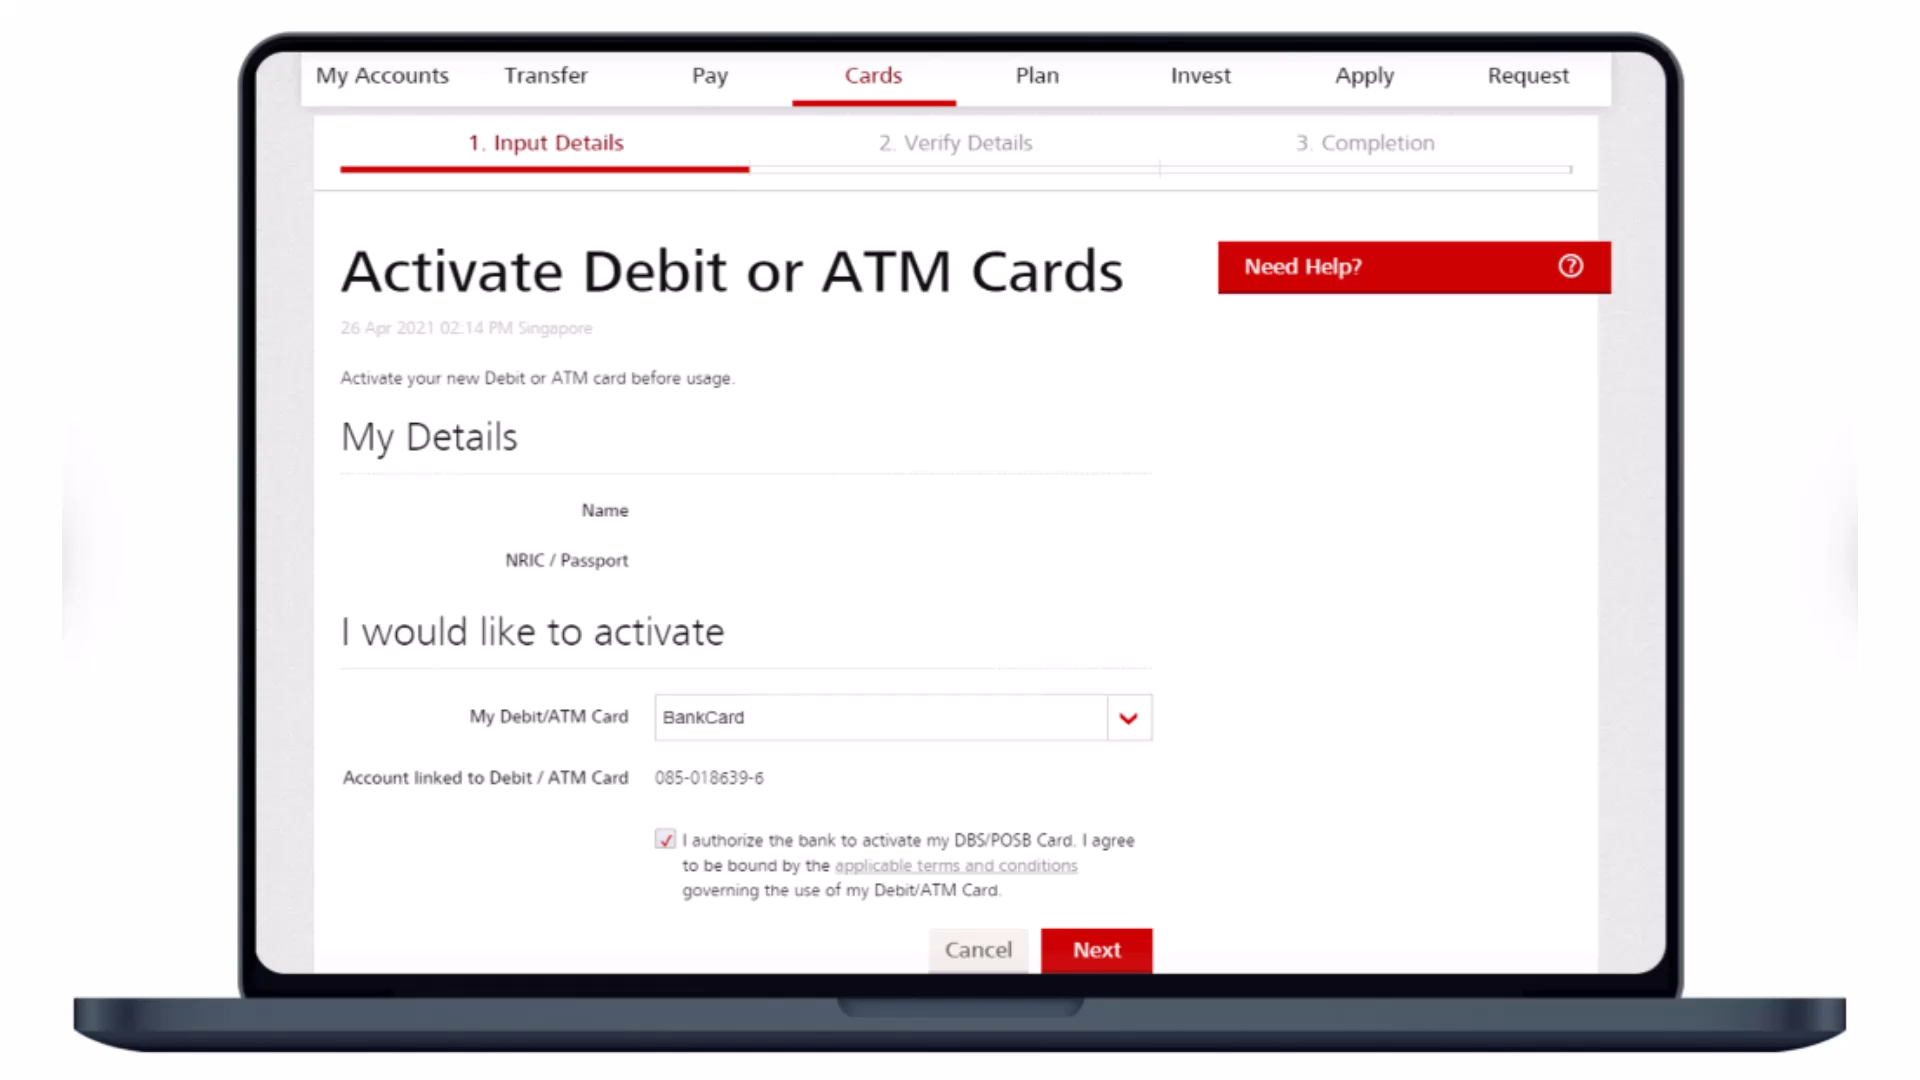 My Accounts Transfer Pay Cards Plan Invest Apply Request
1. Input Details 2. Verify Details 3. Completion
Activate Debit or ATM Cards
Need Help?
26 Apr 2021 02:14 PM Singapore
Activate your new Debit or ATM card before usage.
My Details
Name
NRIC / Passport
I would like to activate
My Debit/ATM Card BankCard
Account linked to Debit / ATM Card 085-018639-6
I authorize the bank to activate my DBS/POSB Card. I agree
to be bound by the applicable terms and conditions
governing the use of my Debit/ATM Card.
Cancel Next